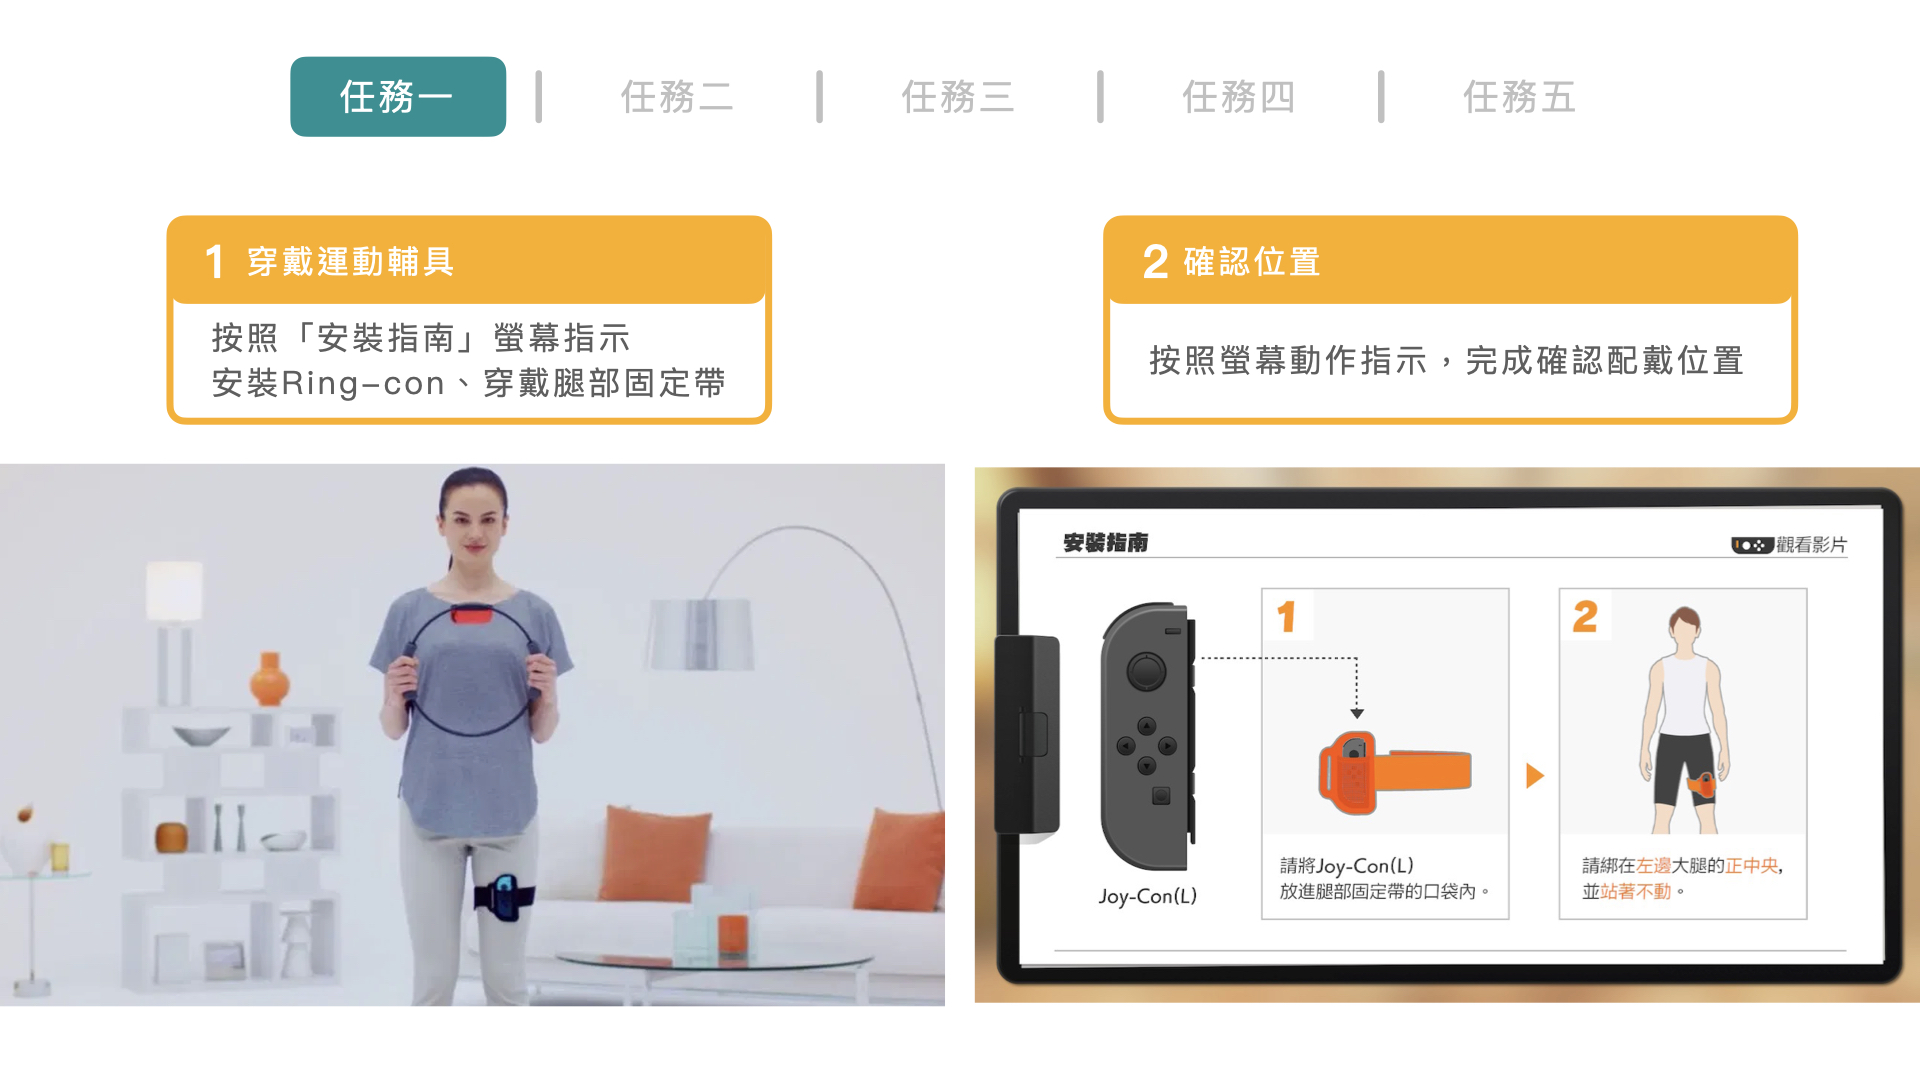 任務一
任務二
任務三
任務四
任務五
1 穿戴運動輔具
按照「安裝指南」螢幕指示
安裝Ring-con、穿戴腿部固定帶
2 確認位置
按照螢幕動作指示，完成確認配戴位置
安裝指南
觀看影片
Joy-Con(L)
1
請將Joy-Con(L)
放進腿部固定帶的口袋內。
2
請綁在左邊大腿的正中央,
並站著不動。